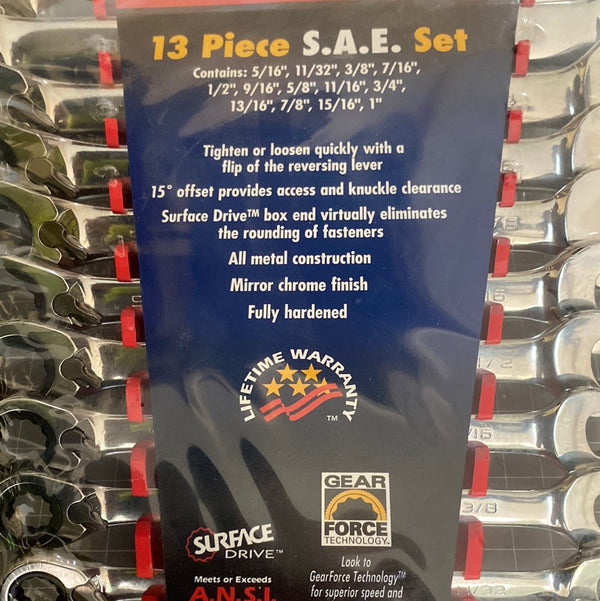 13 Piece S.A.E. Set
Contains: 5/16", 11/32", 3/8", 7/16",
1/2", 9/16", 5/8", 11/16", 3/4",
13/16", 7/8", 15/16", 1"
Tighten or loosen quickly with a
flip of the reversing lever
15° offset provides access and knuckle clearance
Surface Drive™ box end virtually eliminates
the rounding of fasteners
All metal construction
Mirror chrome finish
Fully hardened
LIFETIME WARRANTY
™
GEAR
FORCE
TECHNOLOGY™
SURFACE
DRIVE™
Look to
GearForce Technology™
for superior speed and
Meets or Exceeds
A.N.S.I.
3/8